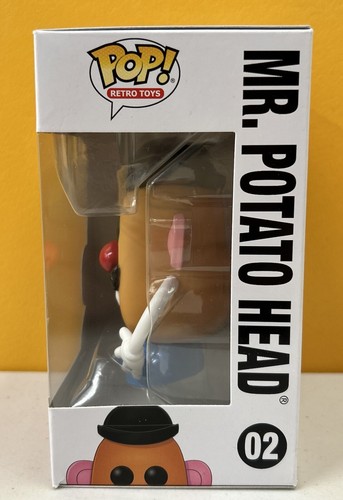 POP!®
RETRO TOYS
MR. POTATO HEAD®
02